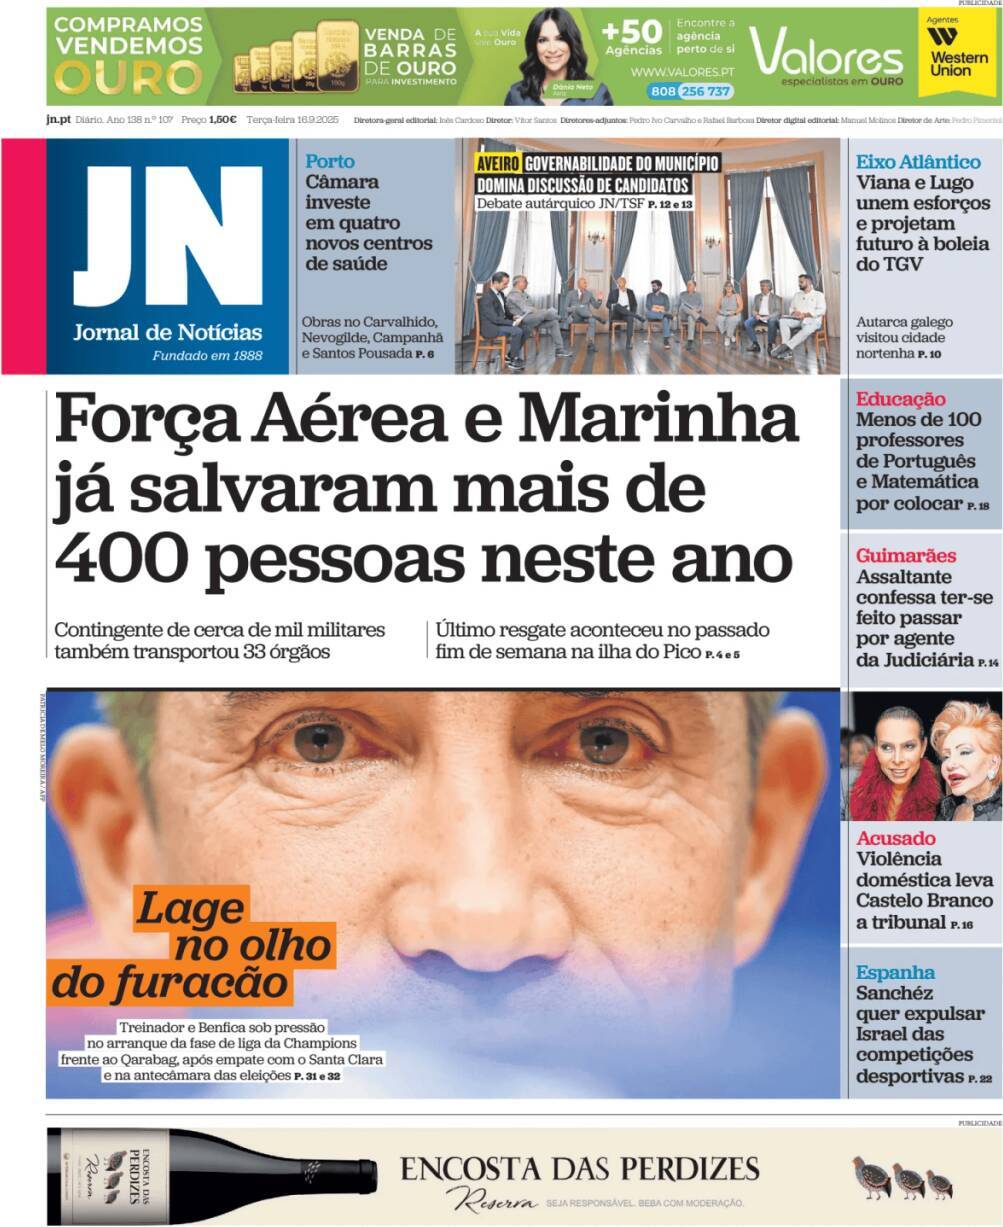 PUBLICIDADE
COMPRAMOS
VENDEMOS
OURO
VENDA DE
BARRAS
DE OURO
PARA INVESTIMENTO
A tua Vida
vale Ouro
Dânia Neto
Atriz
+50
Agências
Encontre a
agência
perto de si
WWW.VALORES.PT
808 256 737
Valores
especialistas em OURO
Agentes
Western
Union
jn.pt Diário. Ano 138 n.º 107 Preço 1,50€ Terça-feira 16.9.2025 Diretora-geral editorial: Inês Cardoso Diretor: Vítor Santos Diretores-adjuntos: Pedro Ivo Carvalho e Rafael Barbosa Diretor digital editorial: Manuel Molinos Diretor de Arte: Pedro Pimentel
JN
Jornal de Notícias
Fundado em 1888
Porto
Câmara
investe
em quatro
novos centros
de saúde
Obras no Carvalhido,
Nevogilde, Campanhã
e Santos Pousada P. 6
AVEIRO GOVERNABILIDADE DO MUNICÍPIO
DOMINA DISCUSSÃO DE CANDIDATOS
Debate autárquico JN/TSF P. 12 e 13
Eixo Atlântico
Viana e Lugo
unem esforços
e projetam
futuro à boleia
do TGV
Autarca galego
visitou cidade
nortenha P. 10
Força Aérea e Marinha
já salvaram mais de
400 pessoas neste ano
Contingente de cerca de mil militares
também transportou 33 órgãos
Último resgate aconteceu no passado
fim de semana na ilha do Pico P. 4 e 5
Educação
Menos de 100
professores
de Português
e Matemática
por colocar P. 18
Guimarães
Assaltante
confessa ter-se
feito passar
por agente
da Judiciária P. 14
PATRICIA DE MELO MOREIRA / AFP
Lage
no olho
do furacão
Treinador e Benfica sob pressão
no arranque da fase de liga da Champions
frente ao Qarabag, após empate com o Santa Clara
e na antecâmara das eleições P. 31 e 32
Acusado
Violência
doméstica leva
Castelo Branco
a tribunal P. 16
Espanha
Sanchéz
quer expulsar
Israel das
competições
desportivas P. 22
PUBLICIDADE
ENCOSTA DAS
PERDIZES
Reserva
ENCOSTA DAS PERDIZES
Reserva SEJA RESPONSÁVEL. BEBA COM MODERAÇÃO.